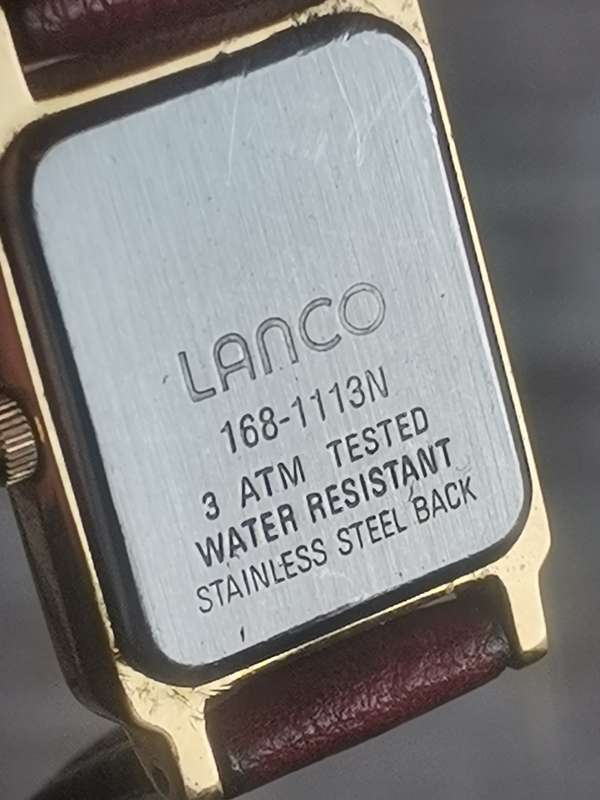 LANCO
168-1113N
3 ATM TESTED
WATER RESISTANT
STAINLESS STEEL BACK